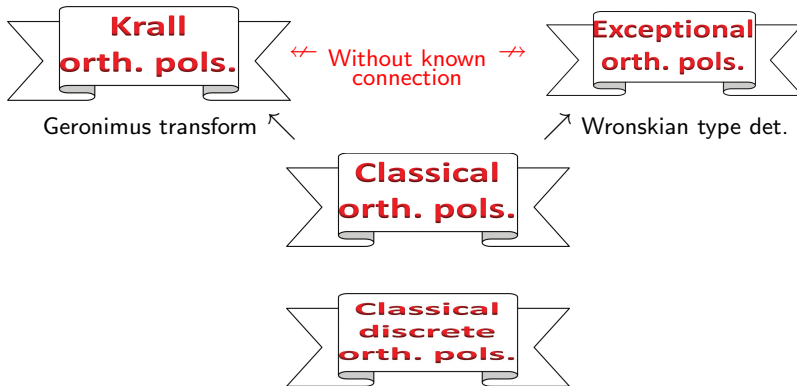 Krall
orth. pols.
Without known
connection
Exceptional
orth. pols.
Geronimus transform
Wronskian type det.
Classical
orth. pols.
Classical
discrete
orth. pols.